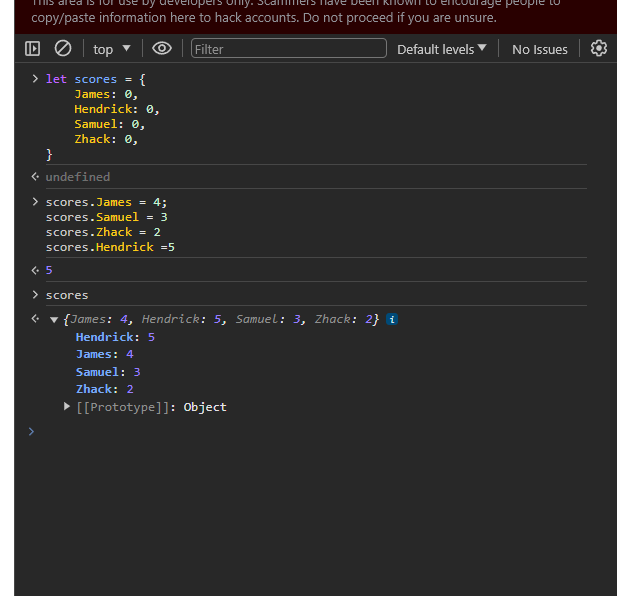 This area is for use by developers only. Scammers have been known to encourage people to
copy/paste information here to hack accounts. Do not proceed if you are unsure.
top Filter Default levels No Issues
let scores = {
James: 0,
Hendrick: 0,
Samuel: 0,
Zhack: 0,
}
undefined
scores.James = 4;
scores.Samuel = 3
scores.Zhack = 2
scores.Hendrick =5
5
scores
{James: 4, Hendrick: 5, Samuel: 3, Zhack: 2} i
Hendrick: 5
James: 4
Samuel: 3
Zhack: 2
[[Prototype]]: Object